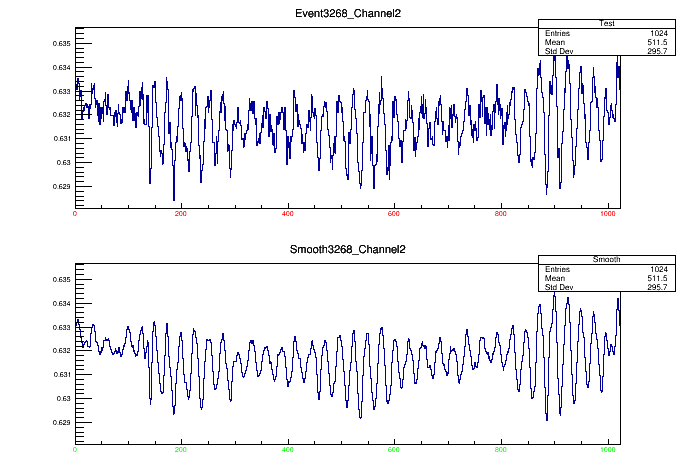 Event3268_Channel2
Test
Entries 1024
Mean 511.5
Std Dev 295.7
0.635
0.634
0.633
0.632
0.631
0.63
0.629
0 200 400 600 800 1000
Smooth3268_Channel2
Smooth
Entries 1024
Mean 511.5
Std Dev 295.7
0.635
0.634
0.633
0.632
0.631
0.63
0.629
0 200 400 600 800 1000